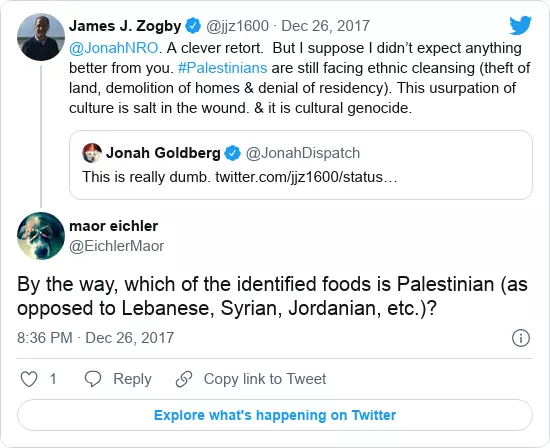 James J. Zogby @jjz1600 · Dec 26, 2017
@JonahNRO. A clever retort. But I suppose I didn’t expect anything
better from you. #Palestinians are still facing ethnic cleansing (theft of
land, demolition of homes & denial of residency). This usurpation of
culture is salt in the wound. & it is cultural genocide.
Jonah Goldberg @JonahDispatch
This is really dumb. twitter.com/jjz1600/status…
maor eichler
@EichlerMaor
By the way, which of the identified foods is Palestinian (as
opposed to Lebanese, Syrian, Jordanian, etc.)?
8:36 PM · Dec 26, 2017
1 Reply Copy link to Tweet
Explore what's happening on Twitter